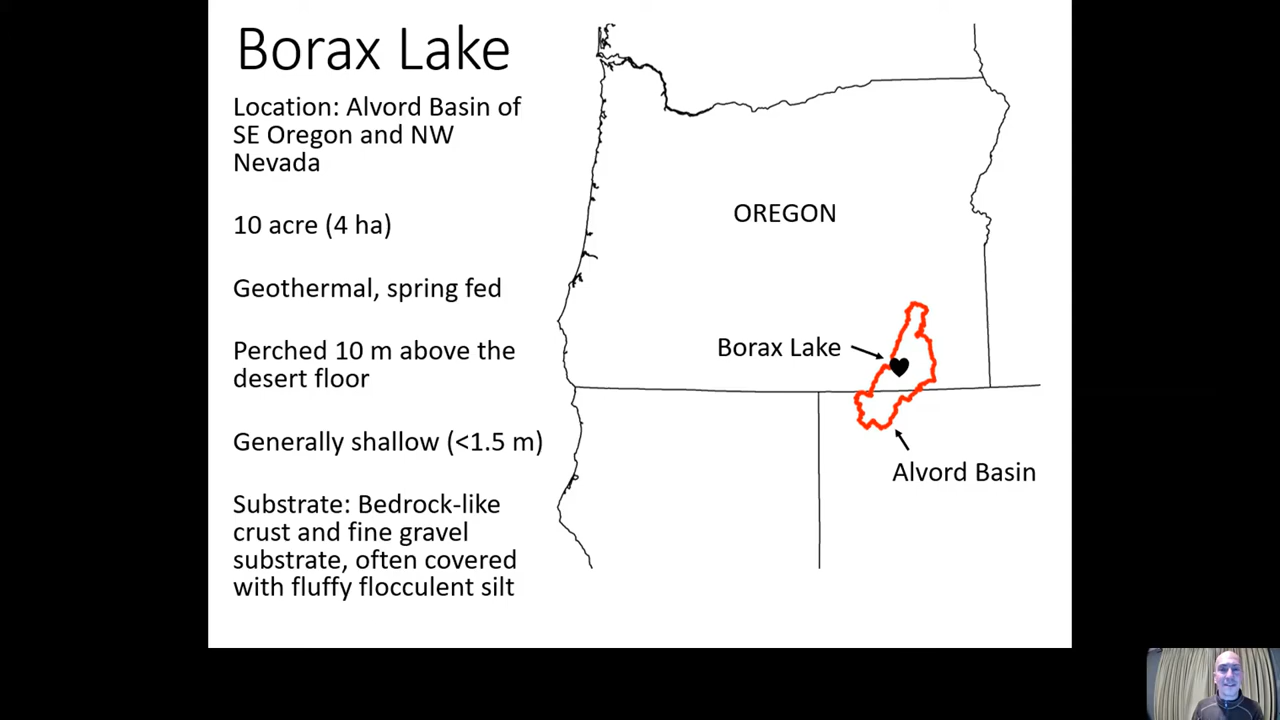 Borax Lake
Location: Alvord Basin of
SE Oregon and NW
Nevada
10 acre (4 ha)
Geothermal, spring fed
Perched 10 m above the
desert floor
Generally shallow (<1.5 m)
Substrate: Bedrock-like
crust and fine gravel
substrate, often covered
with fluffy flocculent silt
OREGON
Borax Lake
Alvord Basin